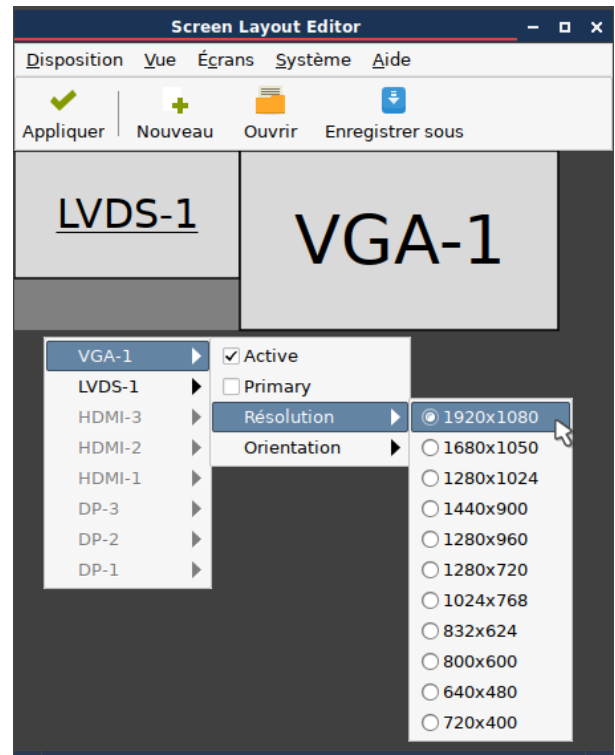 Screen Layout Editor
Disposition Vue Écrans Système Aide
Appliquer Nouveau Ouvrir Enregistrer sous
LVDS-1
VGA-1
VGA-1
LVDS-1
HDMI-3
HDMI-2
HDMI-1
DP-3
DP-2
DP-1
Active
Primary
Résolution
Orientation
1920x1080
1680x1050
1280x1024
1440x900
1280x960
1280x720
1024x768
832x624
800x600
640x480
720x400